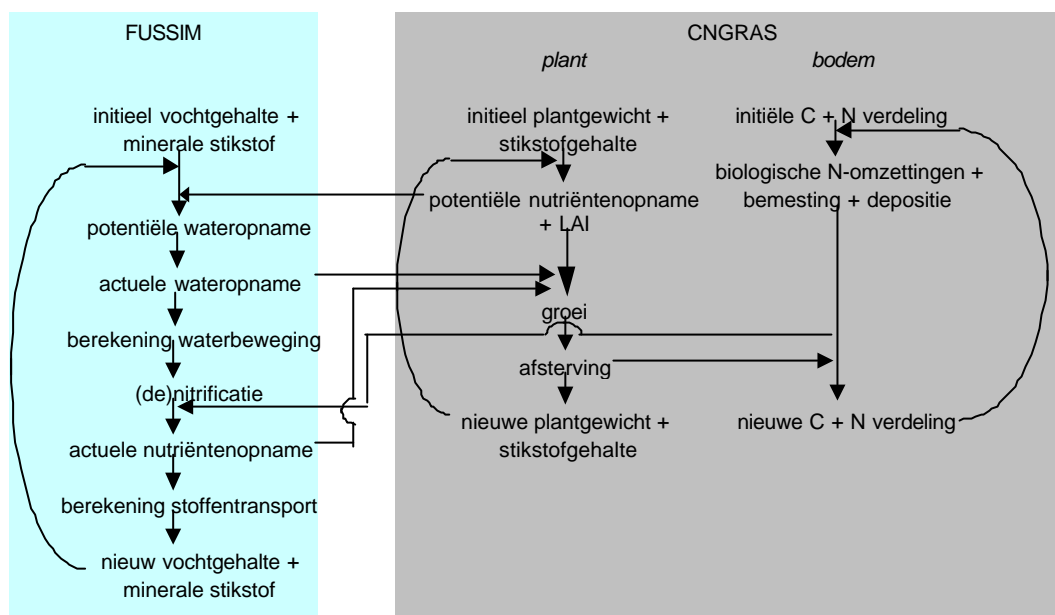 FUSSIM
initieel vochtgehalte +
minerale stikstof
potentiële wateropname
actuele wateropname
berekening waterbeweging
(de)nitrificatie
actuele nutriëntenopname
berekening stoffentransport
nieuw vochtgehalte +
minerale stikstof
CNGRAS
plant
initieel plantgewicht +
stikstofgehalte
potentiële nutriëntenopname
+ LAI
groei
afsterving
nieuwe plantgewicht +
stikstofgehalte
bodem
initiële C + N verdeling
biologische N-omzettingen +
bemesting + depositie
nieuwe C + N verdeling